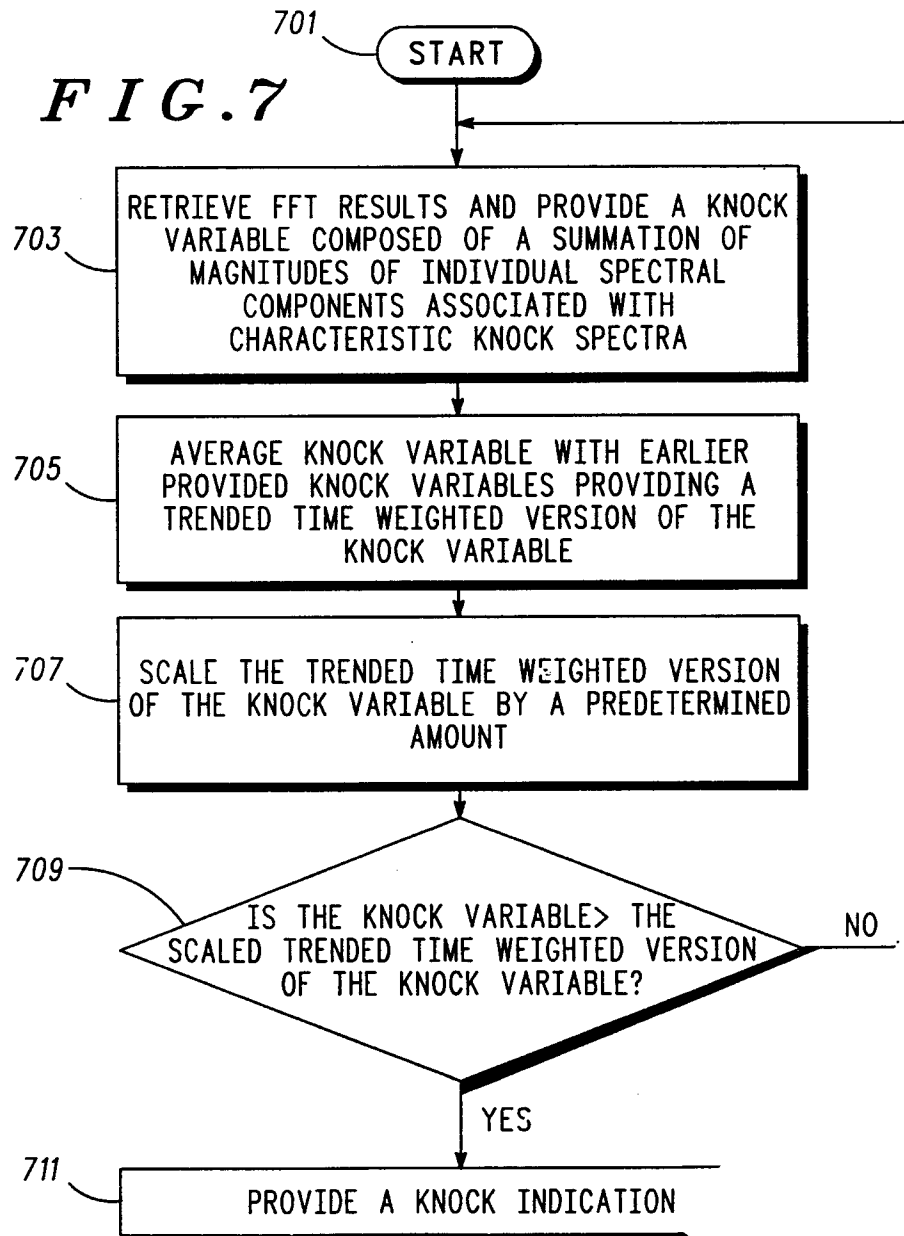 701
START
FIG.7
703
RETRIEVE FFT RESULTS AND PROVIDE A KNOCK
VARIABLE COMPOSED OF A SUMMATION OF
MAGNITUDES OF INDIVIDUAL SPECTRAL
COMPONENTS ASSOCIATED WITH
CHARACTERISTIC KNOCK SPECTRA
705
AVERAGE KNOCK VARIABLE WITH EARLIER
PROVIDED KNOCK VARIABLES PROVIDING A
TRENDED TIME WEIGHTED VERSION OF THE
KNOCK VARIABLE
707
SCALE THE TRENDED TIME WEIGHTED VERSION
OF THE KNOCK VARIABLE BY A PREDETERMINED
AMOUNT
709
IS THE KNOCK VARIABLE> THE
SCALED TRENDED TIME WEIGHTED VERSION
OF THE KNOCK VARIABLE?
NO
YES
711
PROVIDE A KNOCK INDICATION